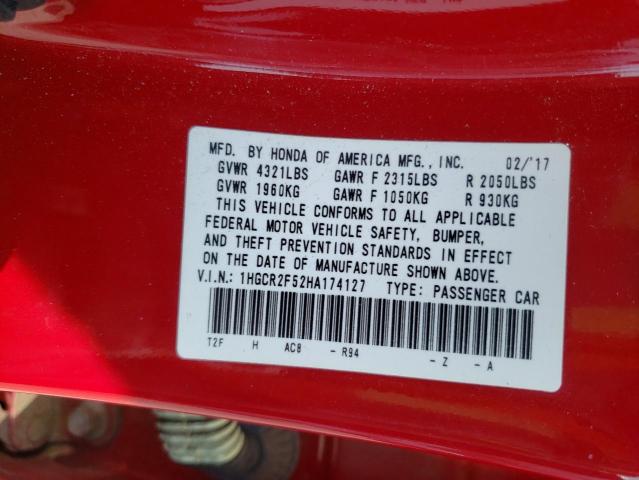 MFD. BY HONDA OF AMERICA MFG., INC. 02/'17
GVWR 4321LBS GAWR F 2315LBS R 2050LBS
GVWR 1960KG GAWR F 1050KG R 930KG
THIS VEHICLE CONFORMS TO ALL APPLICABLE
FEDERAL MOTOR VEHICLE SAFETY, BUMPER,
AND THEFT PREVENTION STANDARDS IN EFFECT
ON THE DATE OF MANUFACTURE SHOWN ABOVE.
V.I.N.: 1HGCR2F52HA174127 TYPE: PASSENGER CAR
T2F H AC8 - R94 - Z - A